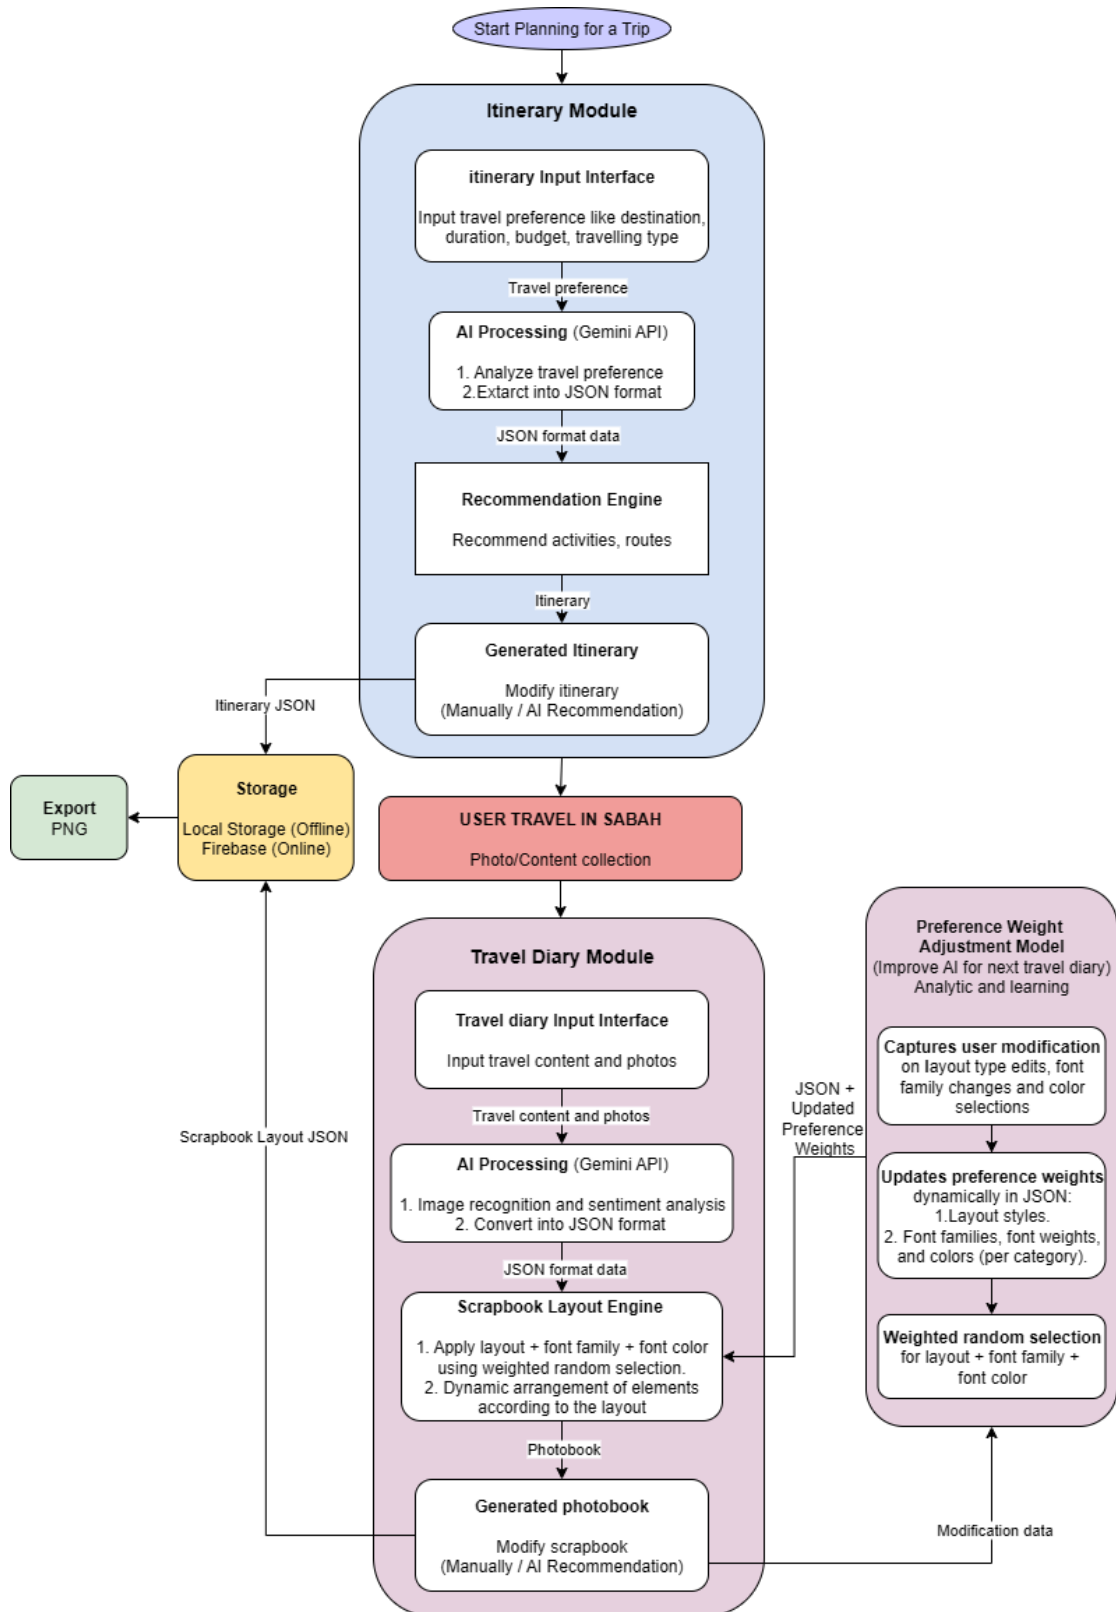 Start Planning for a Trip
Itinerary Module
itinerary Input Interface
Input travel preference like destination,
duration, budget, travelling type
Travel preference
AI Processing (Gemini API)
1. Analyze travel preference
2.Extarct into JSON format
JSON format data
Recommendation Engine
Recommend activities, routes
Itinerary
Generated Itinerary
Modify itinerary
(Manually / AI Recommendation)
Itinerary JSON
Storage
Local Storage (Offline)
Firebase (Online)
Export
PNG
USER TRAVEL IN SABAH
Photo/Content collection
Travel Diary Module
Travel diary Input Interface
Input travel content and photos
Travel content and photos
AI Processing (Gemini API)
1. Image recognition and sentiment analysis
2. Convert into JSON format
JSON format data
Scrapbook Layout Engine
1. Apply layout + font family + font color
using weighted random selection.
2. Dynamic arrangement of elements
according to the layout
Photobook
Generated photobook
Modify scrapbook
(Manually / AI Recommendation)
Scrapbook Layout JSON
Modification data
Preference Weight
Adjustment Model
(Improve AI for next travel diary)
Analytic and learning
Captures user modification
on layout type edits, font
family changes and color
selections
Updates preference weights
dynamically in JSON:
1.Layout styles.
2. Font families, font weights,
and colors (per category).
Weighted random selection
for layout + font family +
font color
JSON +
Updated
Preference
Weights